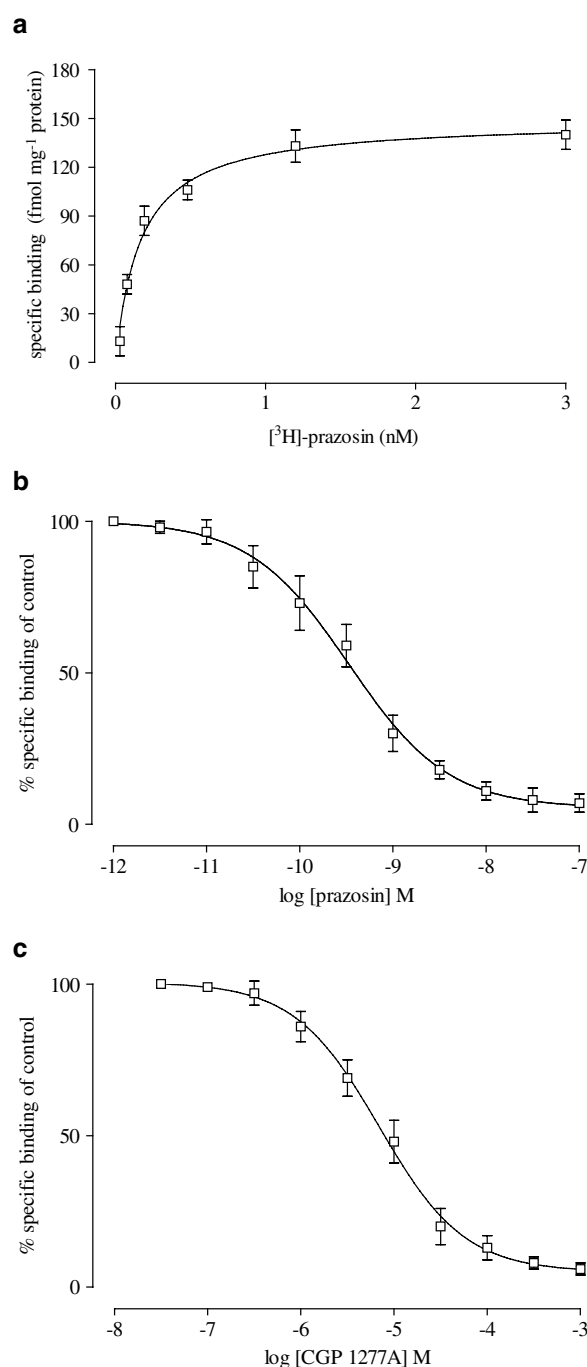 a
180
150
120
90
60
30
0
specific binding (fmol mg⁻¹ protein)
0 1 2 3
[³H]-prazosin (nM)
b
100
50
0
% specific binding of control
-12 -11 -10 -9 -8 -7
log [prazosin] M
c
100
50
0
% specific binding of control
-8 -7 -6 -5 -4 -3
log [CGP 1277A] M